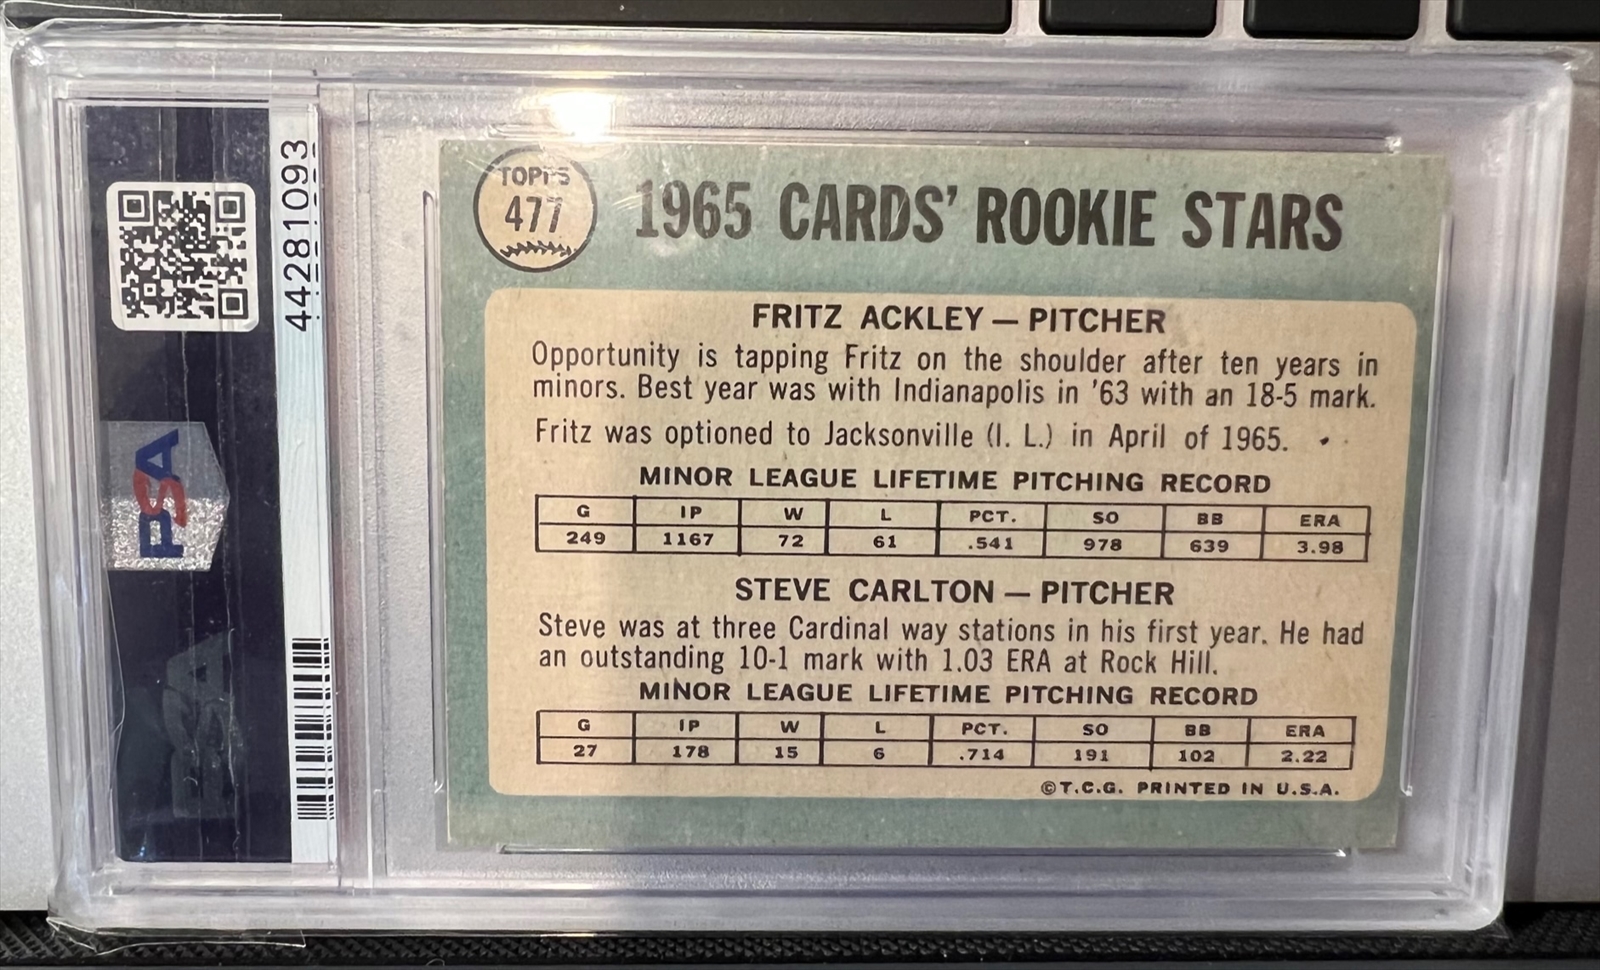 44281093
PSA
TOPPS
477
1965 CARDS' ROOKIE STARS
FRITZ ACKLEY — PITCHER
Opportunity is tapping Fritz on the shoulder after ten years in
minors. Best year was with Indianapolis in '63 with an 18-5 mark.
Fritz was optioned to Jacksonville (I. L.) in April of 1965.
MINOR LEAGUE LIFETIME PITCHING RECORD
G IP W L PCT. SO BB ERA
249 1167 72 61 .541 978 639 3.98
STEVE CARLTON — PITCHER
Steve was at three Cardinal way stations in his first year. He had
an outstanding 10-1 mark with 1.03 ERA at Rock Hill.
MINOR LEAGUE LIFETIME PITCHING RECORD
G IP W L PCT. SO BB ERA
27 178 15 6 .714 191 102 2.22
©T.C.G. PRINTED IN U.S.A.